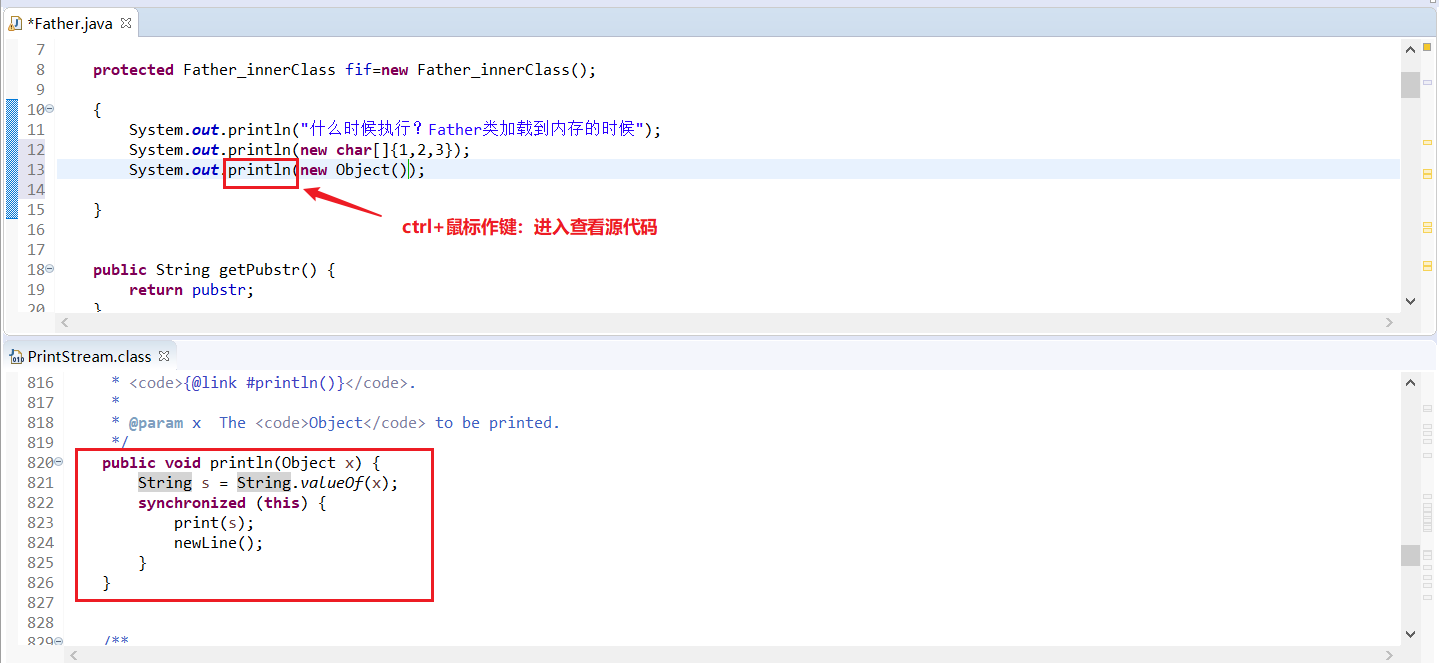 *Father.java
7
8 protected Father_innerClass fif=new Father_innerClass();
9
10 {
11 System.out.println("什么时候执行？Father类加载到内存的时候");
12 System.out.println(new char[]{1,2,3});
13 System.out.println(new Object());
14
15 }
ctrl+鼠标作键：进入查看源代码
16
17
18 public String getPubstr() {
19 return pubstr;
20 }
PrintStream.class
816 * <code>{@link #println()}</code>.
817 *
818 * @param x  The <code>Object</code> to be printed.
819 */
820 public void println(Object x) {
821 String s = String.valueOf(x);
822 synchronized (this) {
823 print(s);
824 newLine();
825 }
826 }
827
828
829 /**